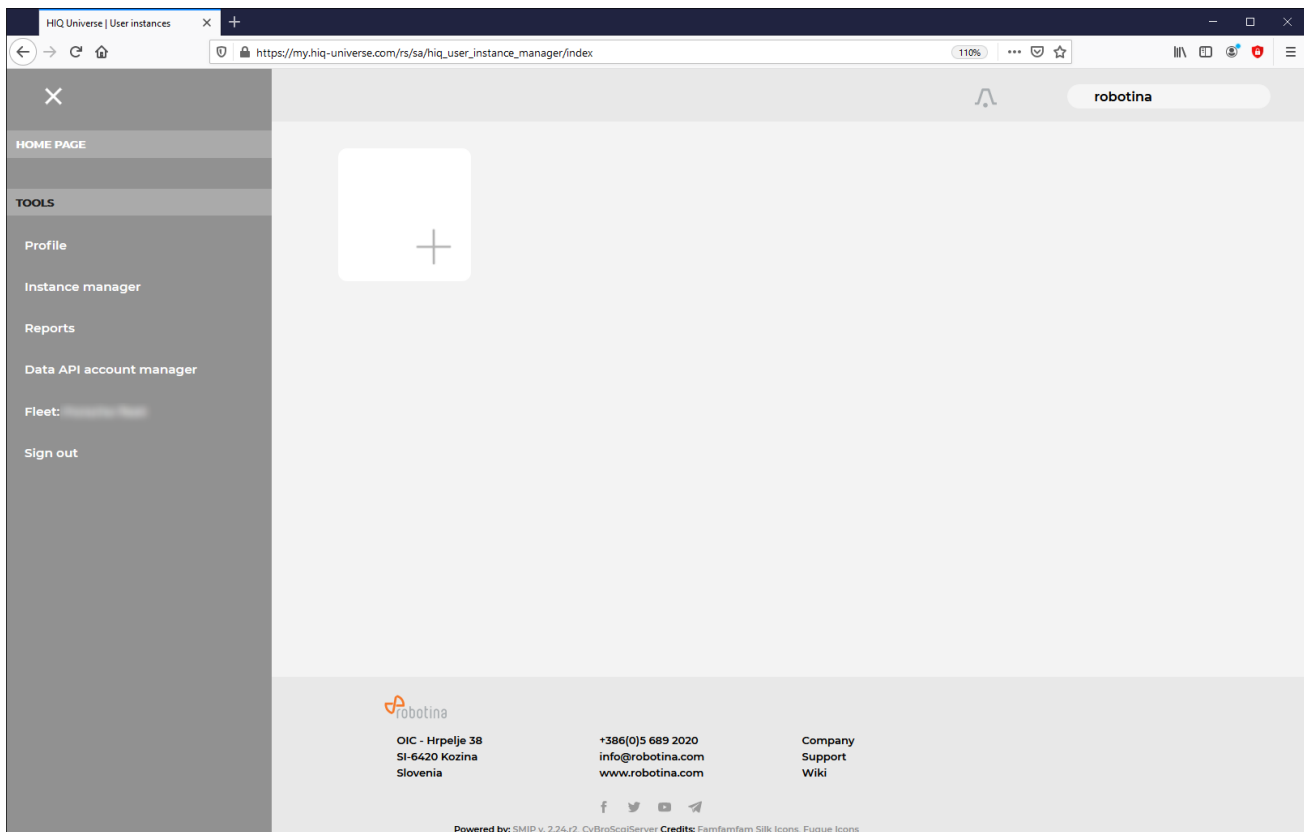 HIQ Universe | User instances
https://my.hiq-universe.com/rs/sa/hiq_user_instance_manager/index
110%
robotina
HOME PAGE
TOOLS
Profile
Instance manager
Reports
Data API account manager
Fleet:
Sign out
robotina
OIC - Hrpelje 38
SI-6420 Kozina
Slovenia
+386(0)5 689 2020
info@robotina.com
www.robotina.com
Company
Support
Wiki
Powered by: SMIP v. 2.24.r2, CyBroScgiServer Credits: Famfamfam Silk Icons, Fugue Icons